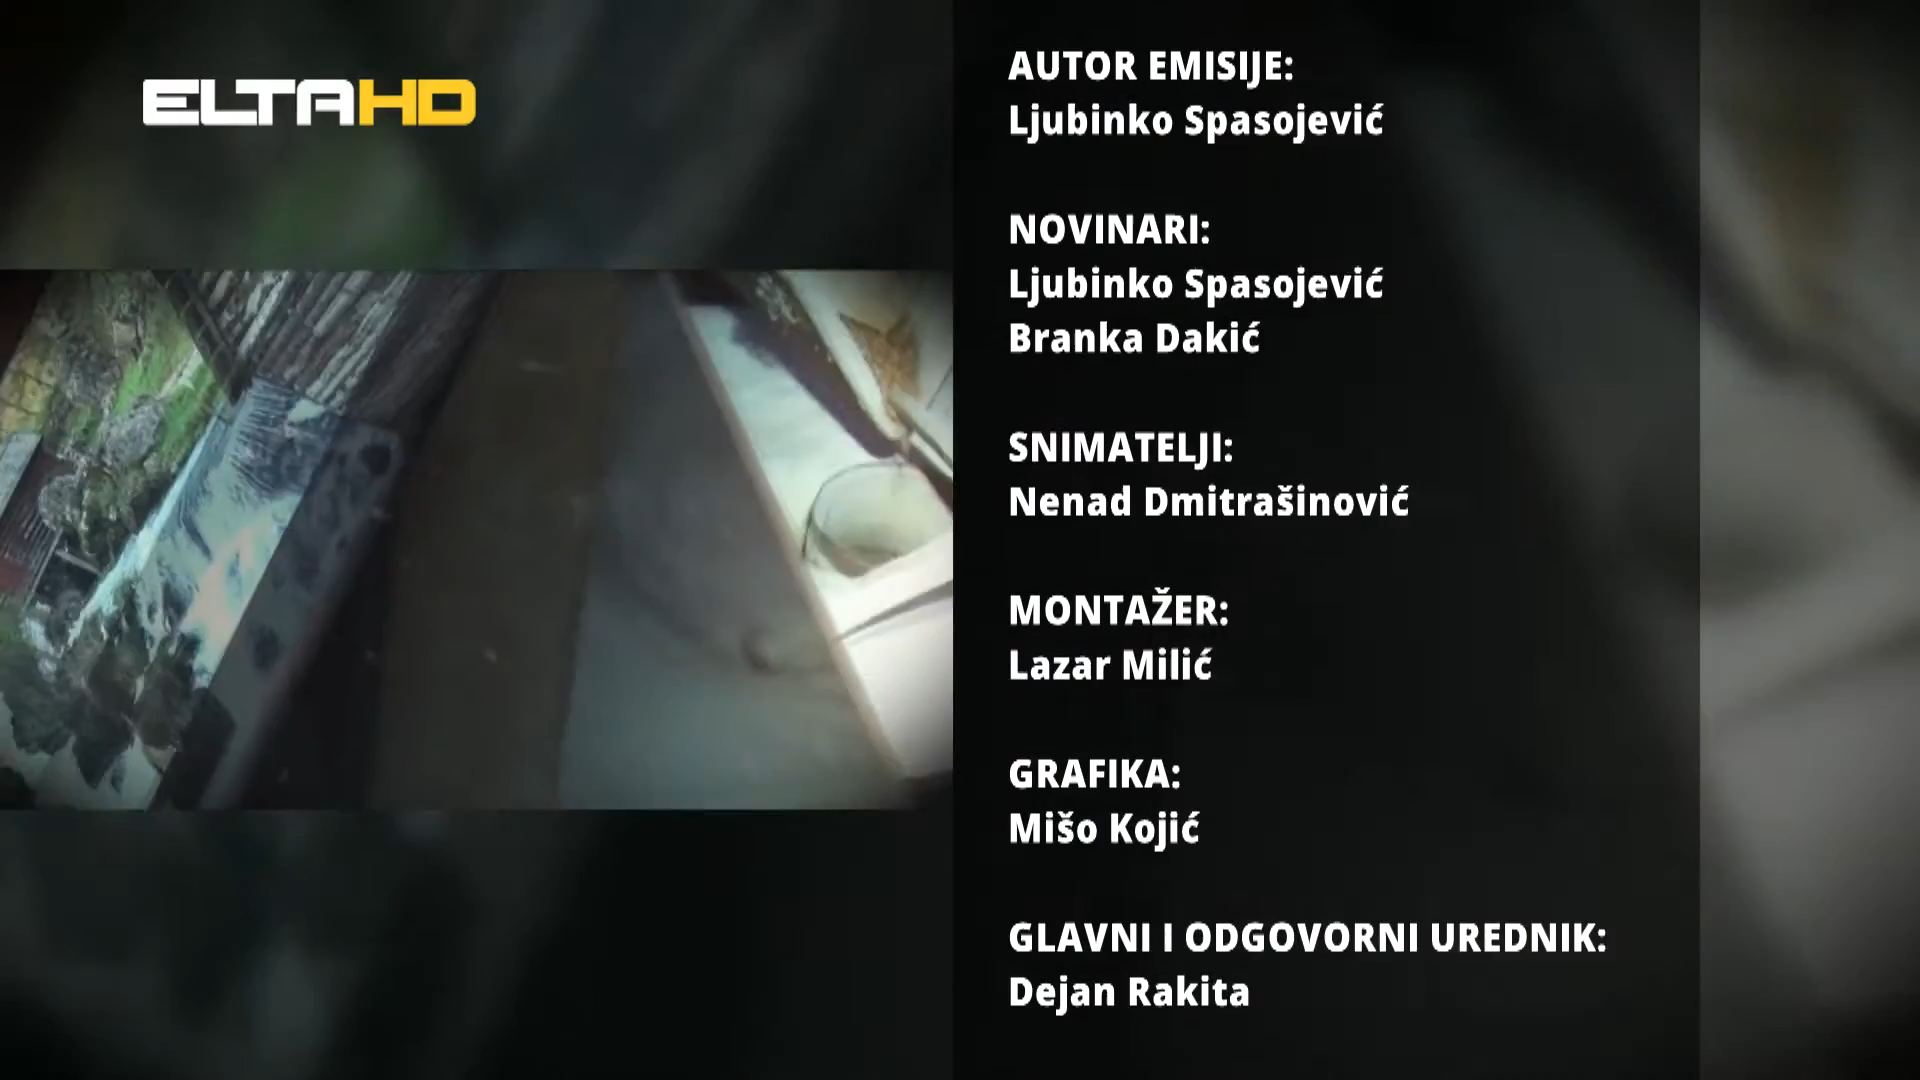 ELTAHD
AUTOR EMISIJE:
Ljubinko Spasojević
NOVINARI:
Ljubinko Spasojević
Branka Dakić
SNIMATELJI:
Nenad Dmitrašinović
MONTAŽER:
Lazar Milić
GRAFIKA:
Mišo Kojić
GLAVNI I ODGOVORNI UREDNIK:
Dejan Rakita